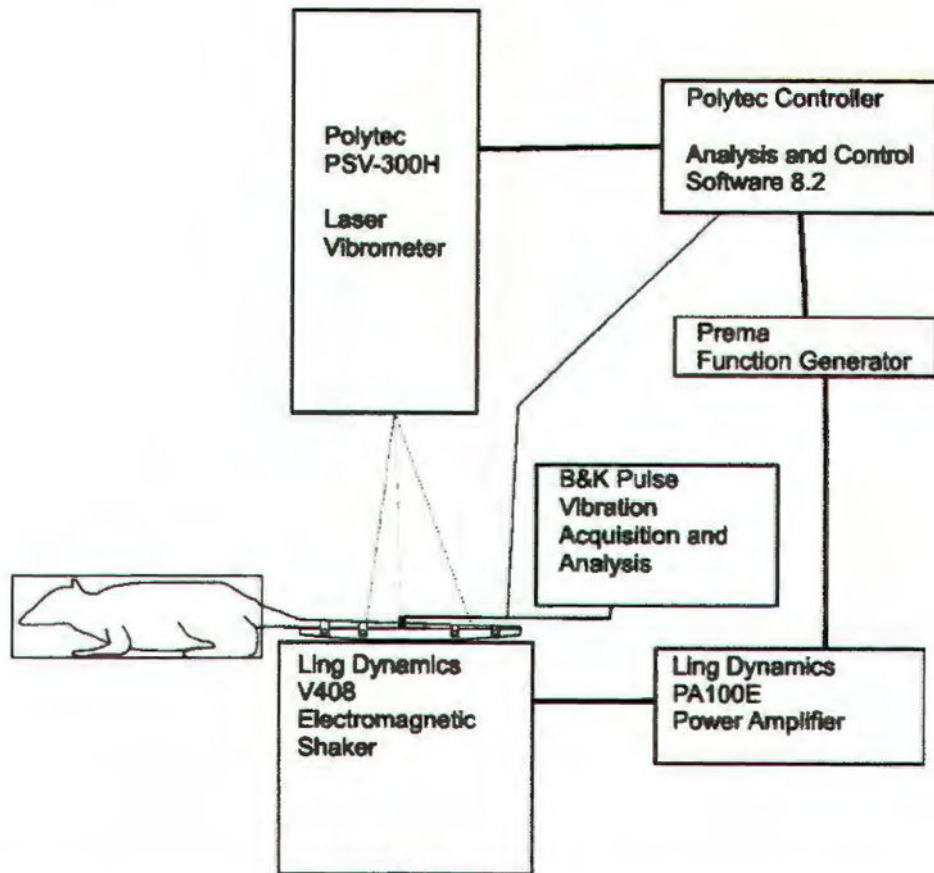 Polytec
PSV-300H
Laser
Vibrometer
Polytec Controller
Analysis and Control
Software 8.2
Prema
Function Generator
B&K Pulse
Vibration
Acquisition and
Analysis
Ling Dynamics
V408
Electromagnetic
Shaker
Ling Dynamics
PA100E
Power Amplifier